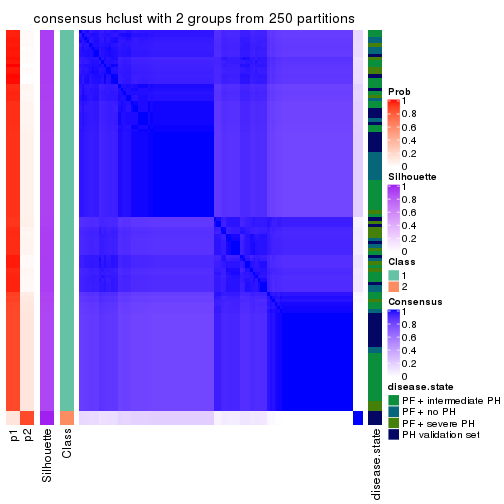 consensus hclust with 2 groups from 250 partitions
Prob
1
0.8
0.6
0.4
0.2
0
Silhouette
1
0.8
0.6
0.4
0.2
0
Class
1
2
Consensus
1
0.8
0.6
0.4
0.2
0
disease.state
PF + intermediate PH
PF + no PH
PF + severe PH
PH validation set
p1
p2
Silhouette
Class
disease.state